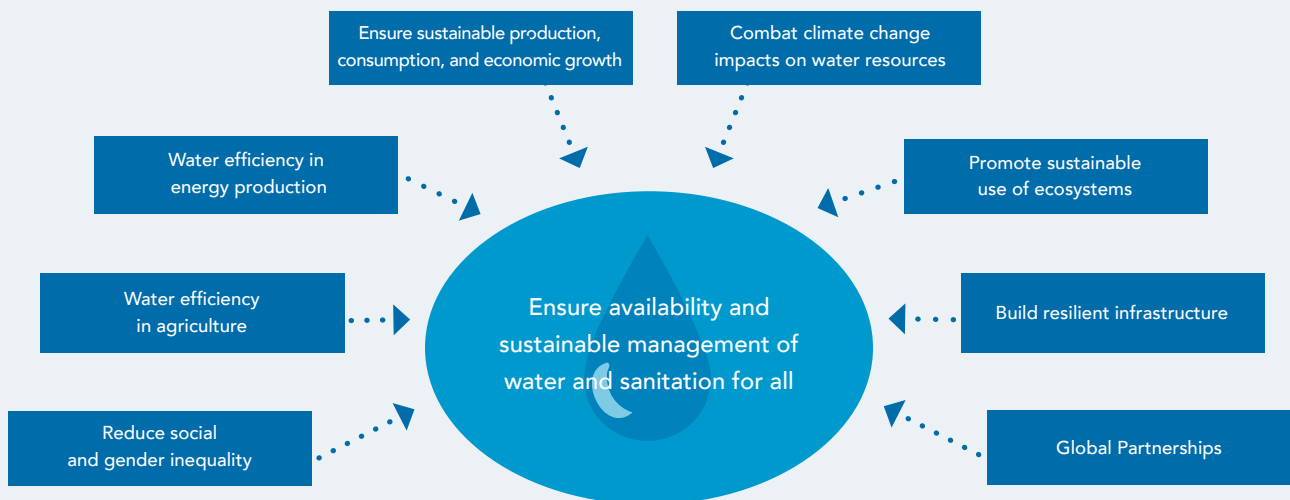 Ensure sustainable production,
consumption, and economic growth
Combat climate change
impacts on water resources
Water efficiency in
energy production
Promote sustainable
use of ecosystems
Water efficiency
in agriculture
Ensure availability and
sustainable management of
water and sanitation for all
Build resilient infrastructure
Reduce social
and gender inequality
Global Partnerships